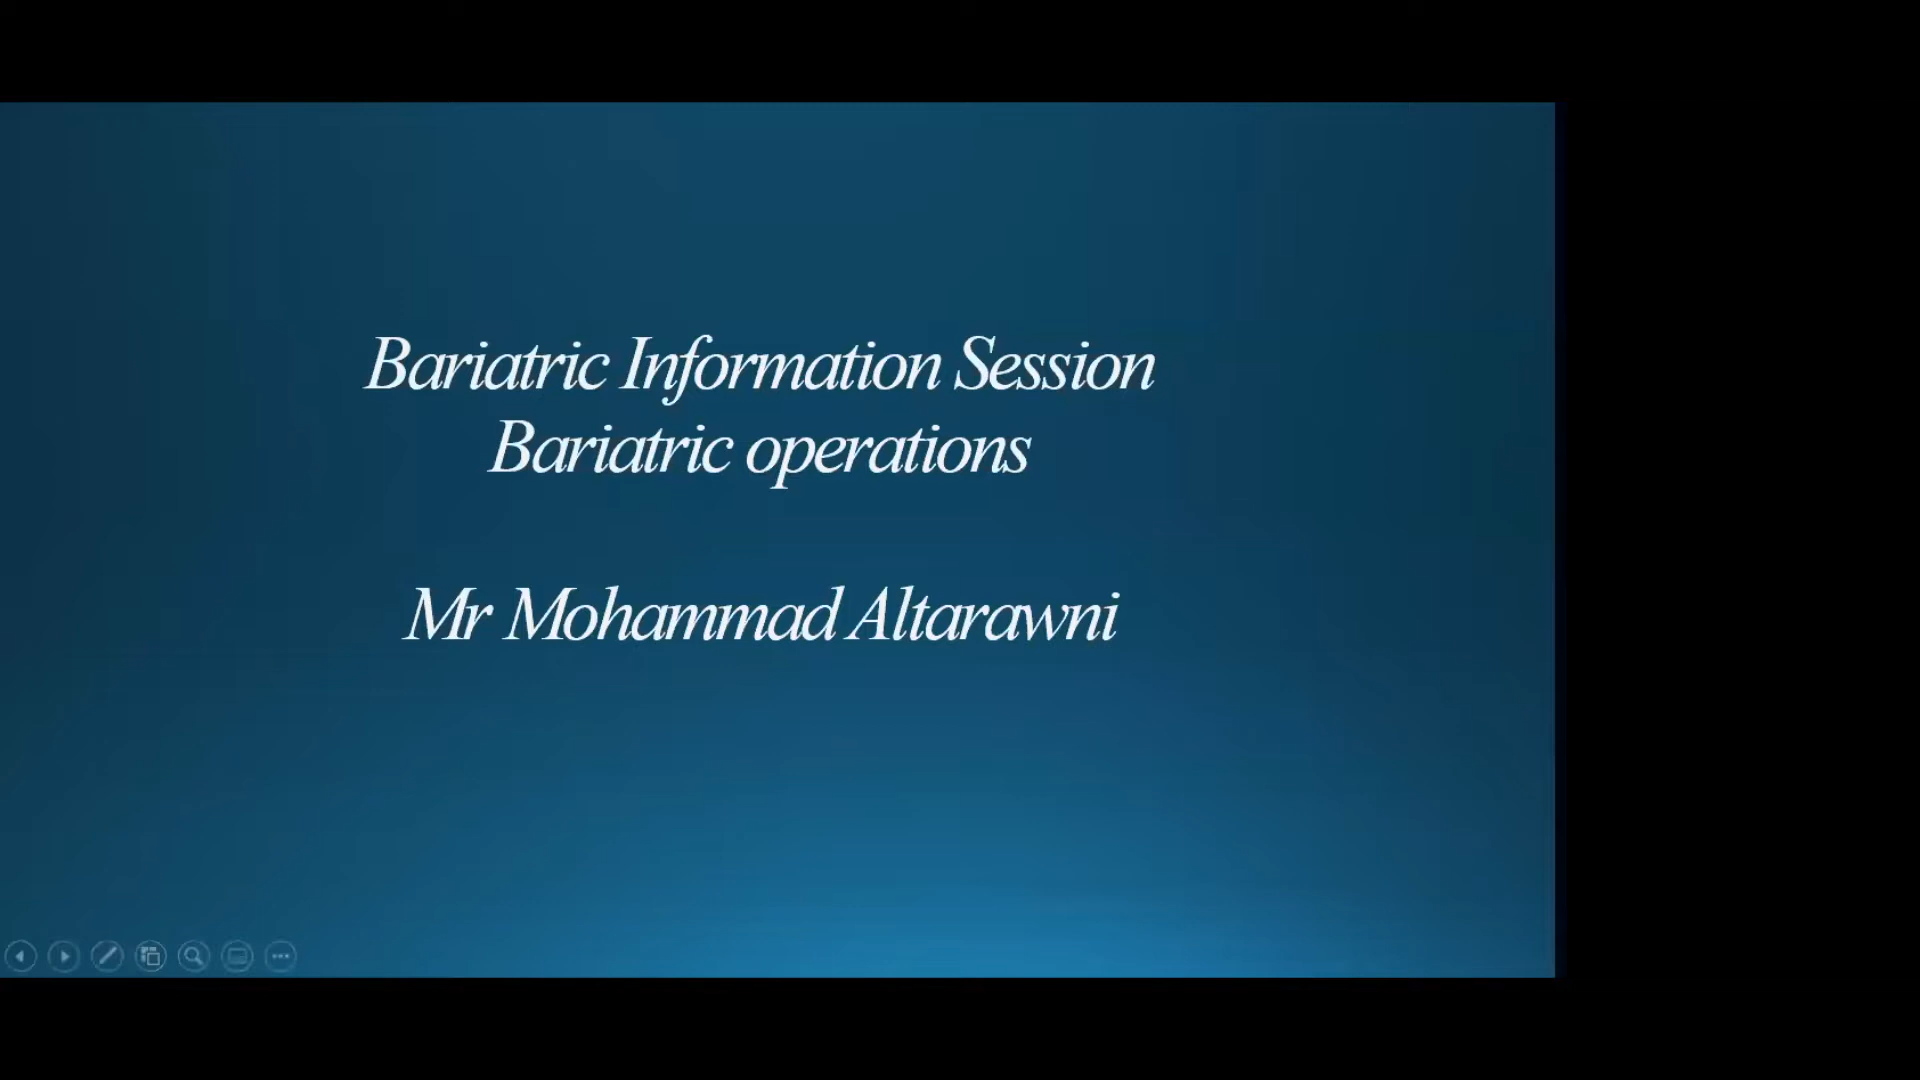 Bariatric Information Session
Bariatric operations
Mr Mohammad Altarawni